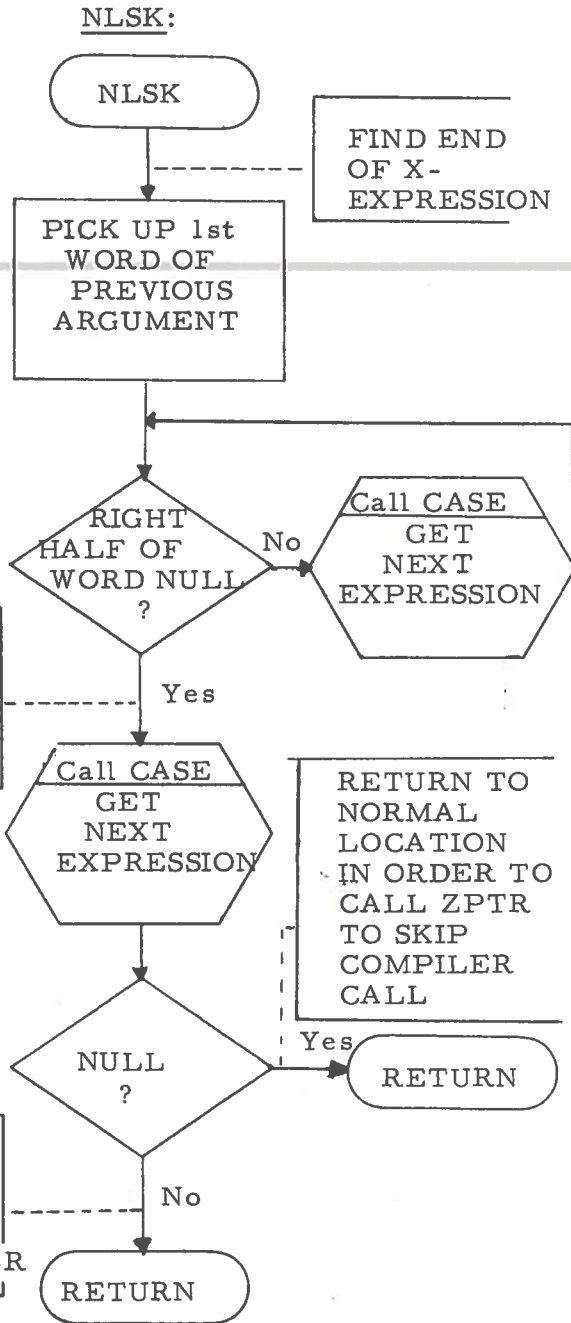 NLSK:
NLSK
FIND END
OF X-
EXPRESSION
PICK UP 1st
WORD OF
PREVIOUS
ARGUMENT
RIGHT
HALF OF
WORD NULL
?
No
Call CASE
GET
NEXT
EXPRESSION
Yes
Call CASE
GET
NEXT
EXPRESSION
RETURN TO
NORMAL
LOCATION
IN ORDER TO
CALL ZPTR
TO SKIP
COMPILER
CALL
NULL
?
Yes
RETURN
No
R
RETURN